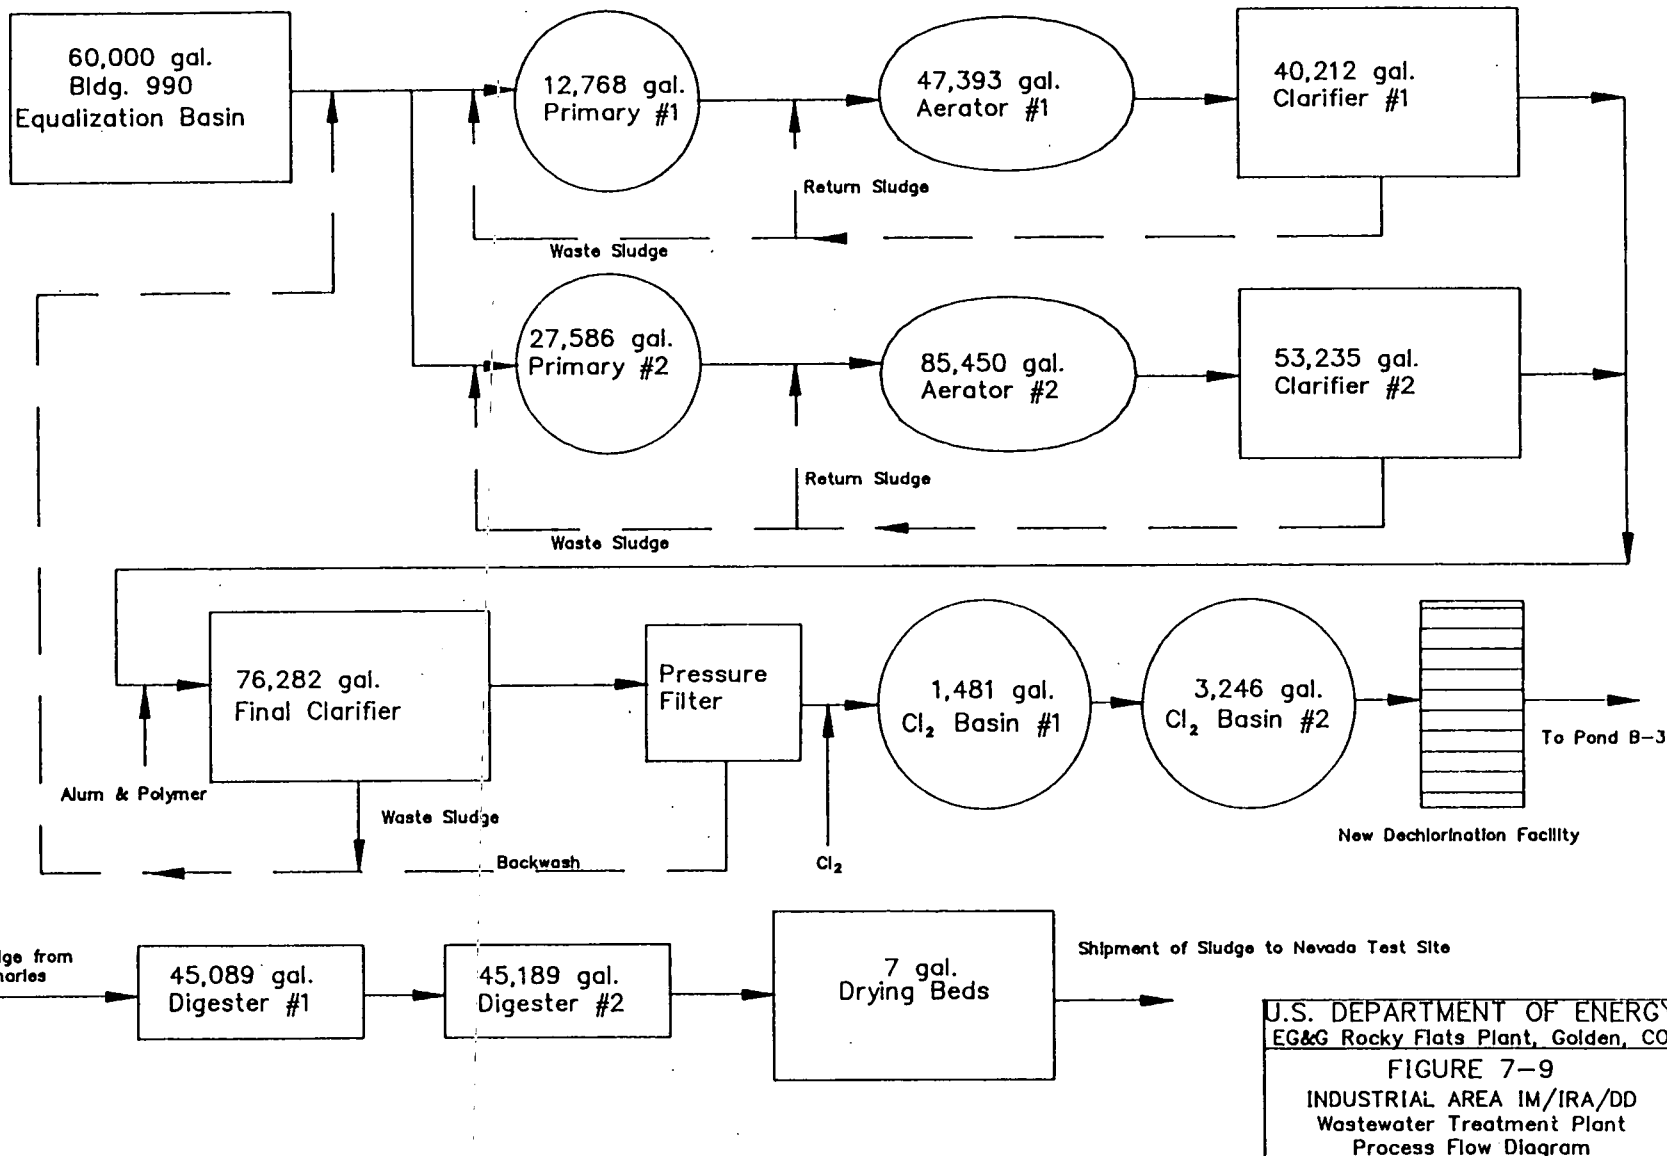 60,000 gal.
Bldg. 990
Equalization Basin
12,768 gal.
Primary #1
47,393 gal.
Aerator #1
40,212 gal.
Clarifier #1
Return Sludge
Waste Sludge
27,586 gal.
Primary #2
85,450 gal.
Aerator #2
53,235 gal.
Clarifier #2
Return Sludge
Waste Sludge
76,282 gal.
Final Clarifier
Pressure
Filter
1,481 gal.
Cl₂ Basin #1
3,246 gal.
Cl₂ Basin #2
To Pond B-3
Alum & Polymer
Waste Sludge
New Dechlorination Facility
Backwash
Cl₂
from
45,089 gal.
Digester #1
45,189 gal.
Digester #2
7 gal.
Drying Beds
Shipment of Sludge to Nevada Test Site
U.S. DEPARTMENT OF ENERGY
EG&G Rocky Flats Plant, Golden, CO
FIGURE 7-9
INDUSTRIAL AREA IM/IRA/DD
Wastewater Treatment Plant
Process Flow Diagram